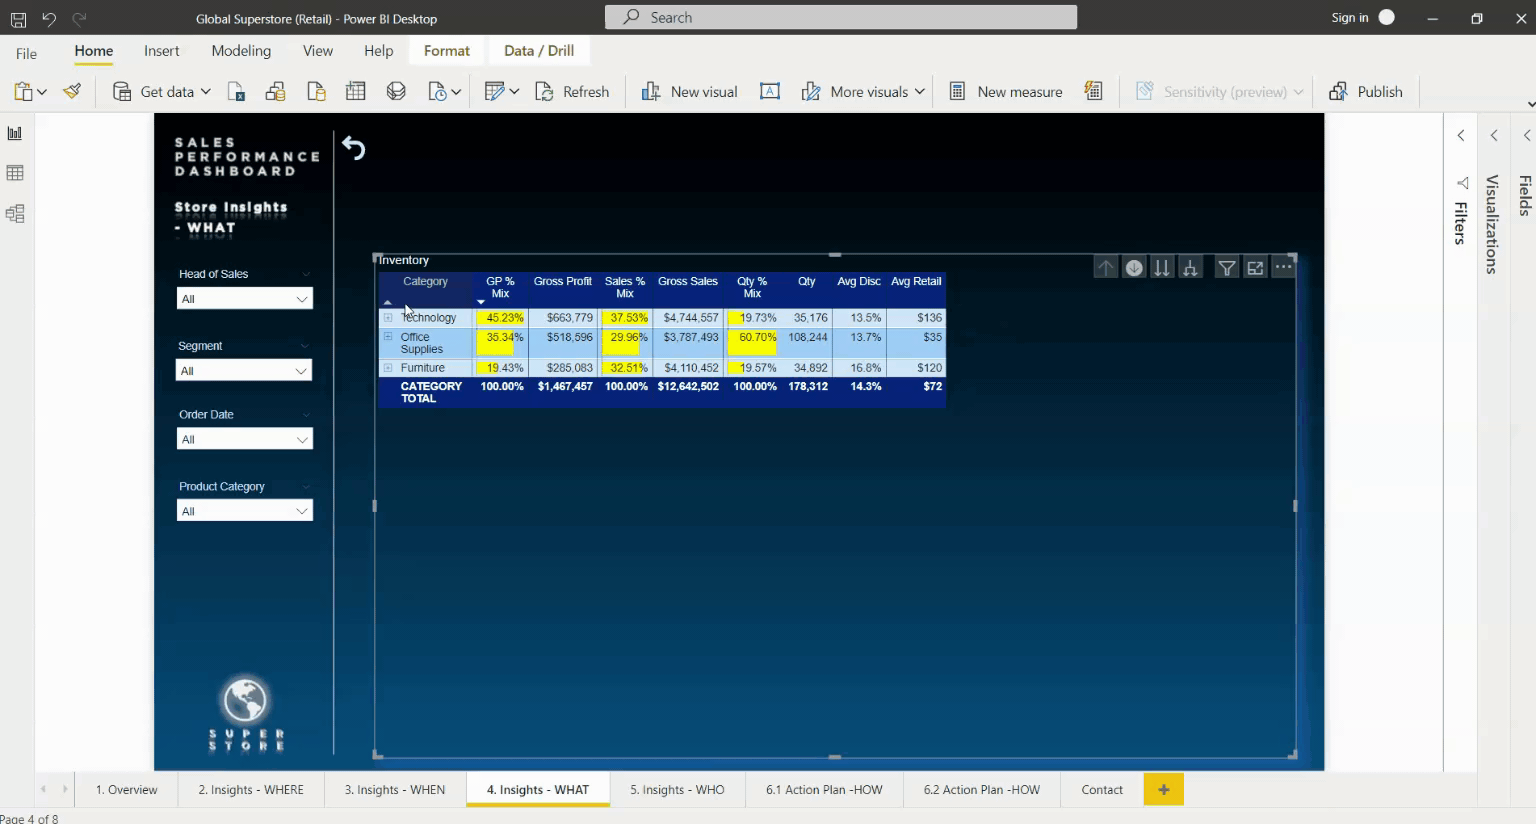 Global Superstore (Retail) - Power BI Desktop
Search
Sign in
File
Home
Insert
Modeling
View
Help
Format
Data / Drill
Get data
Refresh
New visual
A
More visuals
New measure
Sensitivity (preview)
Publish
SALES
PERFORMANCE
DASHBOARD
Store Insights
- WHAT
Head of Sales
All
Segment
All
Order Date
All
Product Category
All
SUPER
STORE
Inventory
Category GP % Mix Gross Profit Sales % Mix Gross Sales Qty % Mix Qty Avg Disc Avg Retail
Technology 45.23% $663,779 37.53% $4,744,557 19.73% 35,176 13.5% $136
Office Supplies 35.34% $518,596 29.96% $3,787,493 60.70% 108,244 13.7% $35
Furniture 19.43% $285,083 32.51% $4,110,452 19.57% 34,892 16.8% $120
CATEGORY TOTAL 100.00% $1,467,457 100.00% $12,642,502 100.00% 178,312 14.3% $72
Filters
Visualizations
Fields
1. Overview
2. Insights - WHERE
3. Insights - WHEN
4. Insights - WHAT
5. Insights - WHO
6.1 Action Plan -HOW
6.2 Action Plan -HOW
Contact
Page 4 of 8